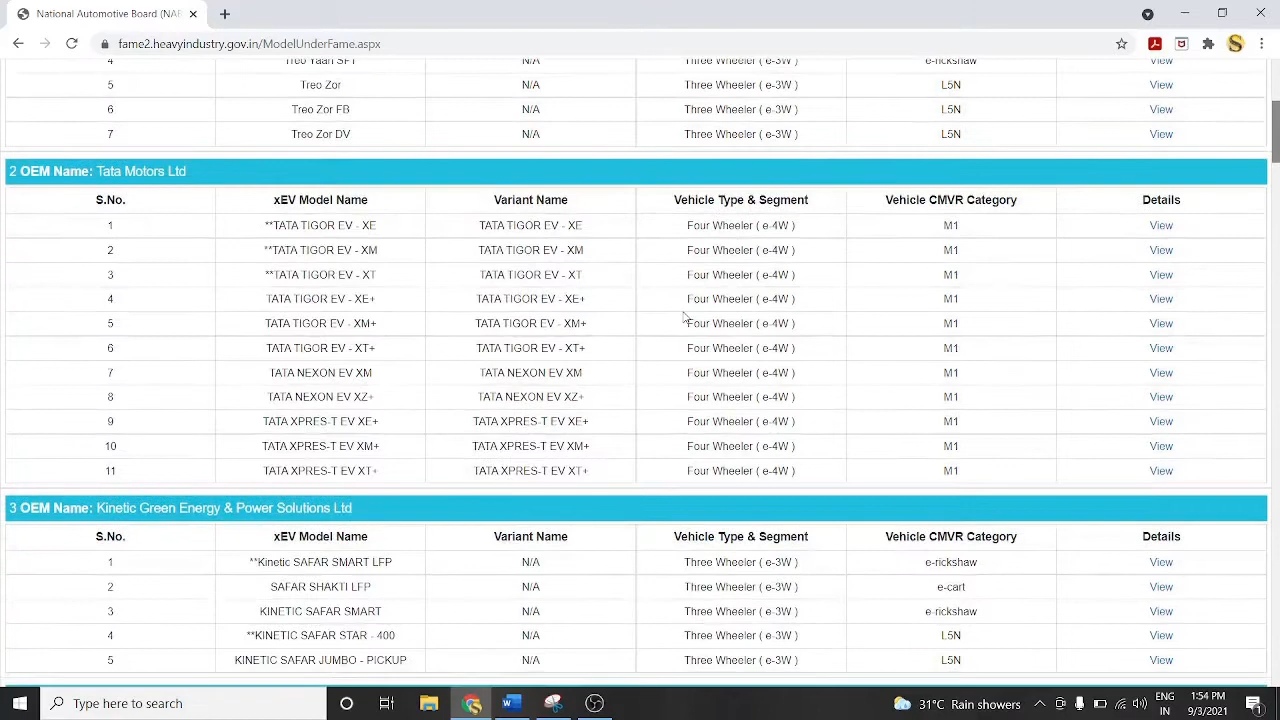 National Automotive Board (NAB
fame2.heavyindustry.gov.in/ModelUnderFame.aspx
4 Treo Yaari SFT N/A Three Wheeler ( e-3W ) e-rickshaw View
5 Treo Zor N/A Three Wheeler ( e-3W ) L5N View
6 Treo Zor FB N/A Three Wheeler ( e-3W ) L5N View
7 Treo Zor DV N/A Three Wheeler ( e-3W ) L5N View
2 OEM Name: Tata Motors Ltd
S.No. xEV Model Name Variant Name Vehicle Type & Segment Vehicle CMVR Category Details
1 **TATA TIGOR EV - XE TATA TIGOR EV - XE Four Wheeler ( e-4W ) M1 View
2 **TATA TIGOR EV - XM TATA TIGOR EV - XM Four Wheeler ( e-4W ) M1 View
3 **TATA TIGOR EV - XT TATA TIGOR EV - XT Four Wheeler ( e-4W ) M1 View
4 TATA TIGOR EV - XE+ TATA TIGOR EV - XE+ Four Wheeler ( e-4W ) M1 View
5 TATA TIGOR EV - XM+ TATA TIGOR EV - XM+ Four Wheeler ( e-4W ) M1 View
6 TATA TIGOR EV - XT+ TATA TIGOR EV - XT+ Four Wheeler ( e-4W ) M1 View
7 TATA NEXON EV XM TATA NEXON EV XM Four Wheeler ( e-4W ) M1 View
8 TATA NEXON EV XZ+ TATA NEXON EV XZ+ Four Wheeler ( e-4W ) M1 View
9 TATA XPRES-T EV XE+ TATA XPRES-T EV XE+ Four Wheeler ( e-4W ) M1 View
10 TATA XPRES-T EV XM+ TATA XPRES-T EV XM+ Four Wheeler ( e-4W ) M1 View
11 TATA XPRES-T EV XT+ TATA XPRES-T EV XT+ Four Wheeler ( e-4W ) M1 View
3 OEM Name: Kinetic Green Energy & Power Solutions Ltd
S.No. xEV Model Name Variant Name Vehicle Type & Segment Vehicle CMVR Category Details
1 **Kinetic SAFAR SMART LFP N/A Three Wheeler ( e-3W ) e-rickshaw View
2 SAFAR SHAKTI LFP N/A Three Wheeler ( e-3W ) e-cart View
3 KINETIC SAFAR SMART N/A Three Wheeler ( e-3W ) e-rickshaw View
4 **KINETIC SAFAR STAR - 400 N/A Three Wheeler ( e-3W ) L5N View
5 KINETIC SAFAR JUMBO - PICKUP N/A Three Wheeler ( e-3W ) L5N View
Type here to search
31°C Rain showers
ENG
IN
1:54 PM
9/3/2021